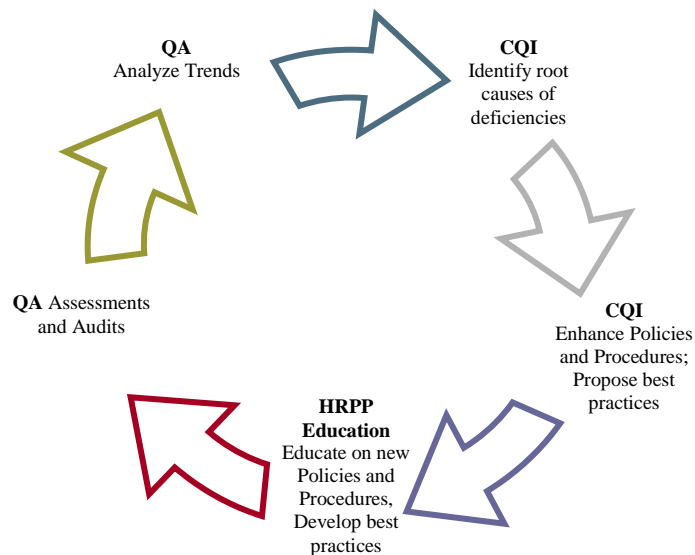 QA
Analyze Trends
CQI
Identify root
causes of
deficiencies
CQI
Enhance Policies
and Procedures;
Propose best
practices
HRPP
Education
Educate on new
Policies and
Procedures,
Develop best
practices
QA Assessments
and Audits